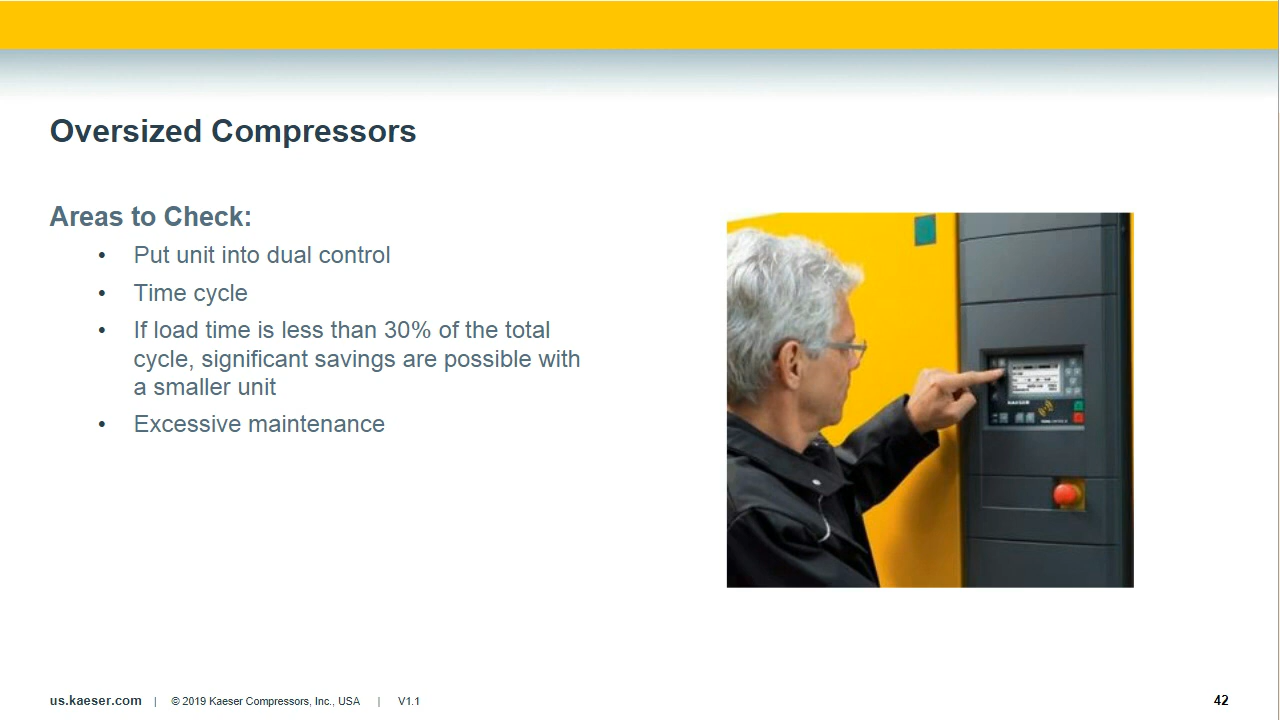 Oversized Compressors
Areas to Check:
• Put unit into dual control
• Time cycle
• If load time is less than 30% of the total
cycle, significant savings are possible with
a smaller unit
• Excessive maintenance
KAESER
us.kaeser.com | © 2019 Kaeser Compressors, Inc., USA | V1.1
42